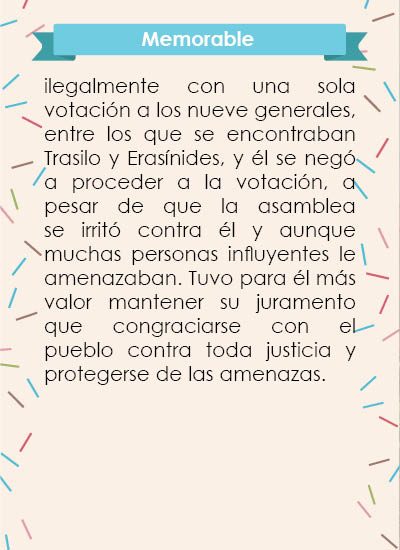 Memorable
ilegalmente con una sola
votación a los nueve generales,
entre los que se encontraban
Trasilo y Erasínides, y él se negó
a proceder a la votación, a
pesar de que la asamblea
se irritó contra él y aunque
muchas personas influyentes le
amenazaban. Tuvo para él más
valor mantener su juramento
que congraciarse con el
pueblo contra toda justicia y
protegerse de las amenazas.